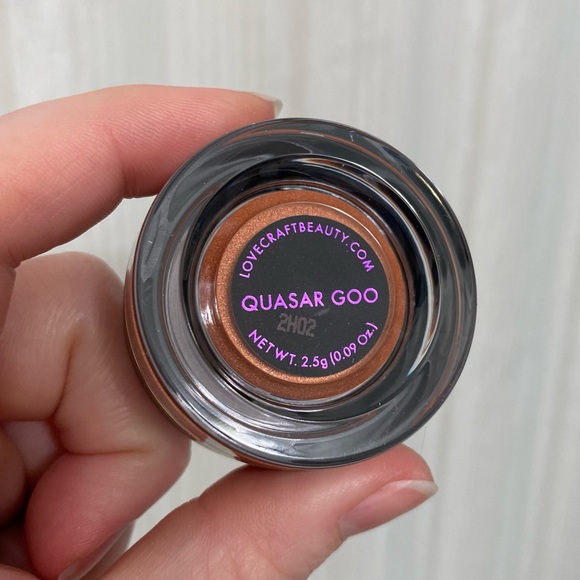 LOVECRAFTBEAUTY.COM
QUASAR GOO
2H02
NET WT. 2.5g (0.09 Oz.)